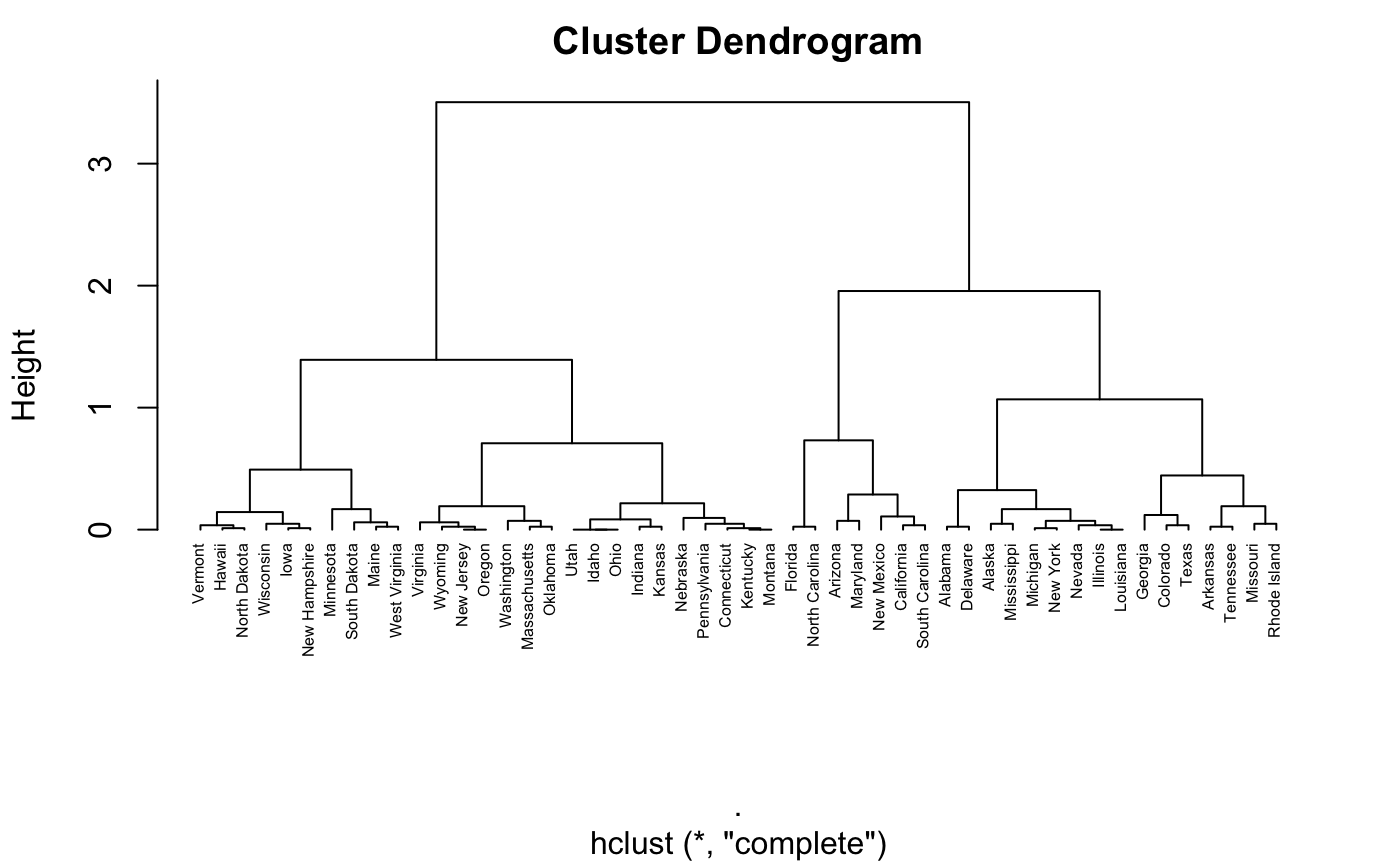 Cluster Dendrogram
Height
3
2
1
0
Vermont
Hawaii
North Dakota
Wisconsin
Iowa
New Hampshire
Minnesota
South Dakota
Maine
West Virginia
Virginia
Wyoming
New Jersey
Oregon
Washington
Massachusetts
Oklahoma
Utah
Idaho
Ohio
Indiana
Kansas
Nebraska
Pennsylvania
Connecticut
Kentucky
Montana
Florida
North Carolina
Arizona
Maryland
New Mexico
California
South Carolina
Alabama
Delaware
Alaska
Mississippi
Michigan
New York
Nevada
Illinois
Louisiana
Georgia
Colorado
Texas
Arkansas
Tennessee
Missouri
Rhode Island
.
hclust (*, "complete")